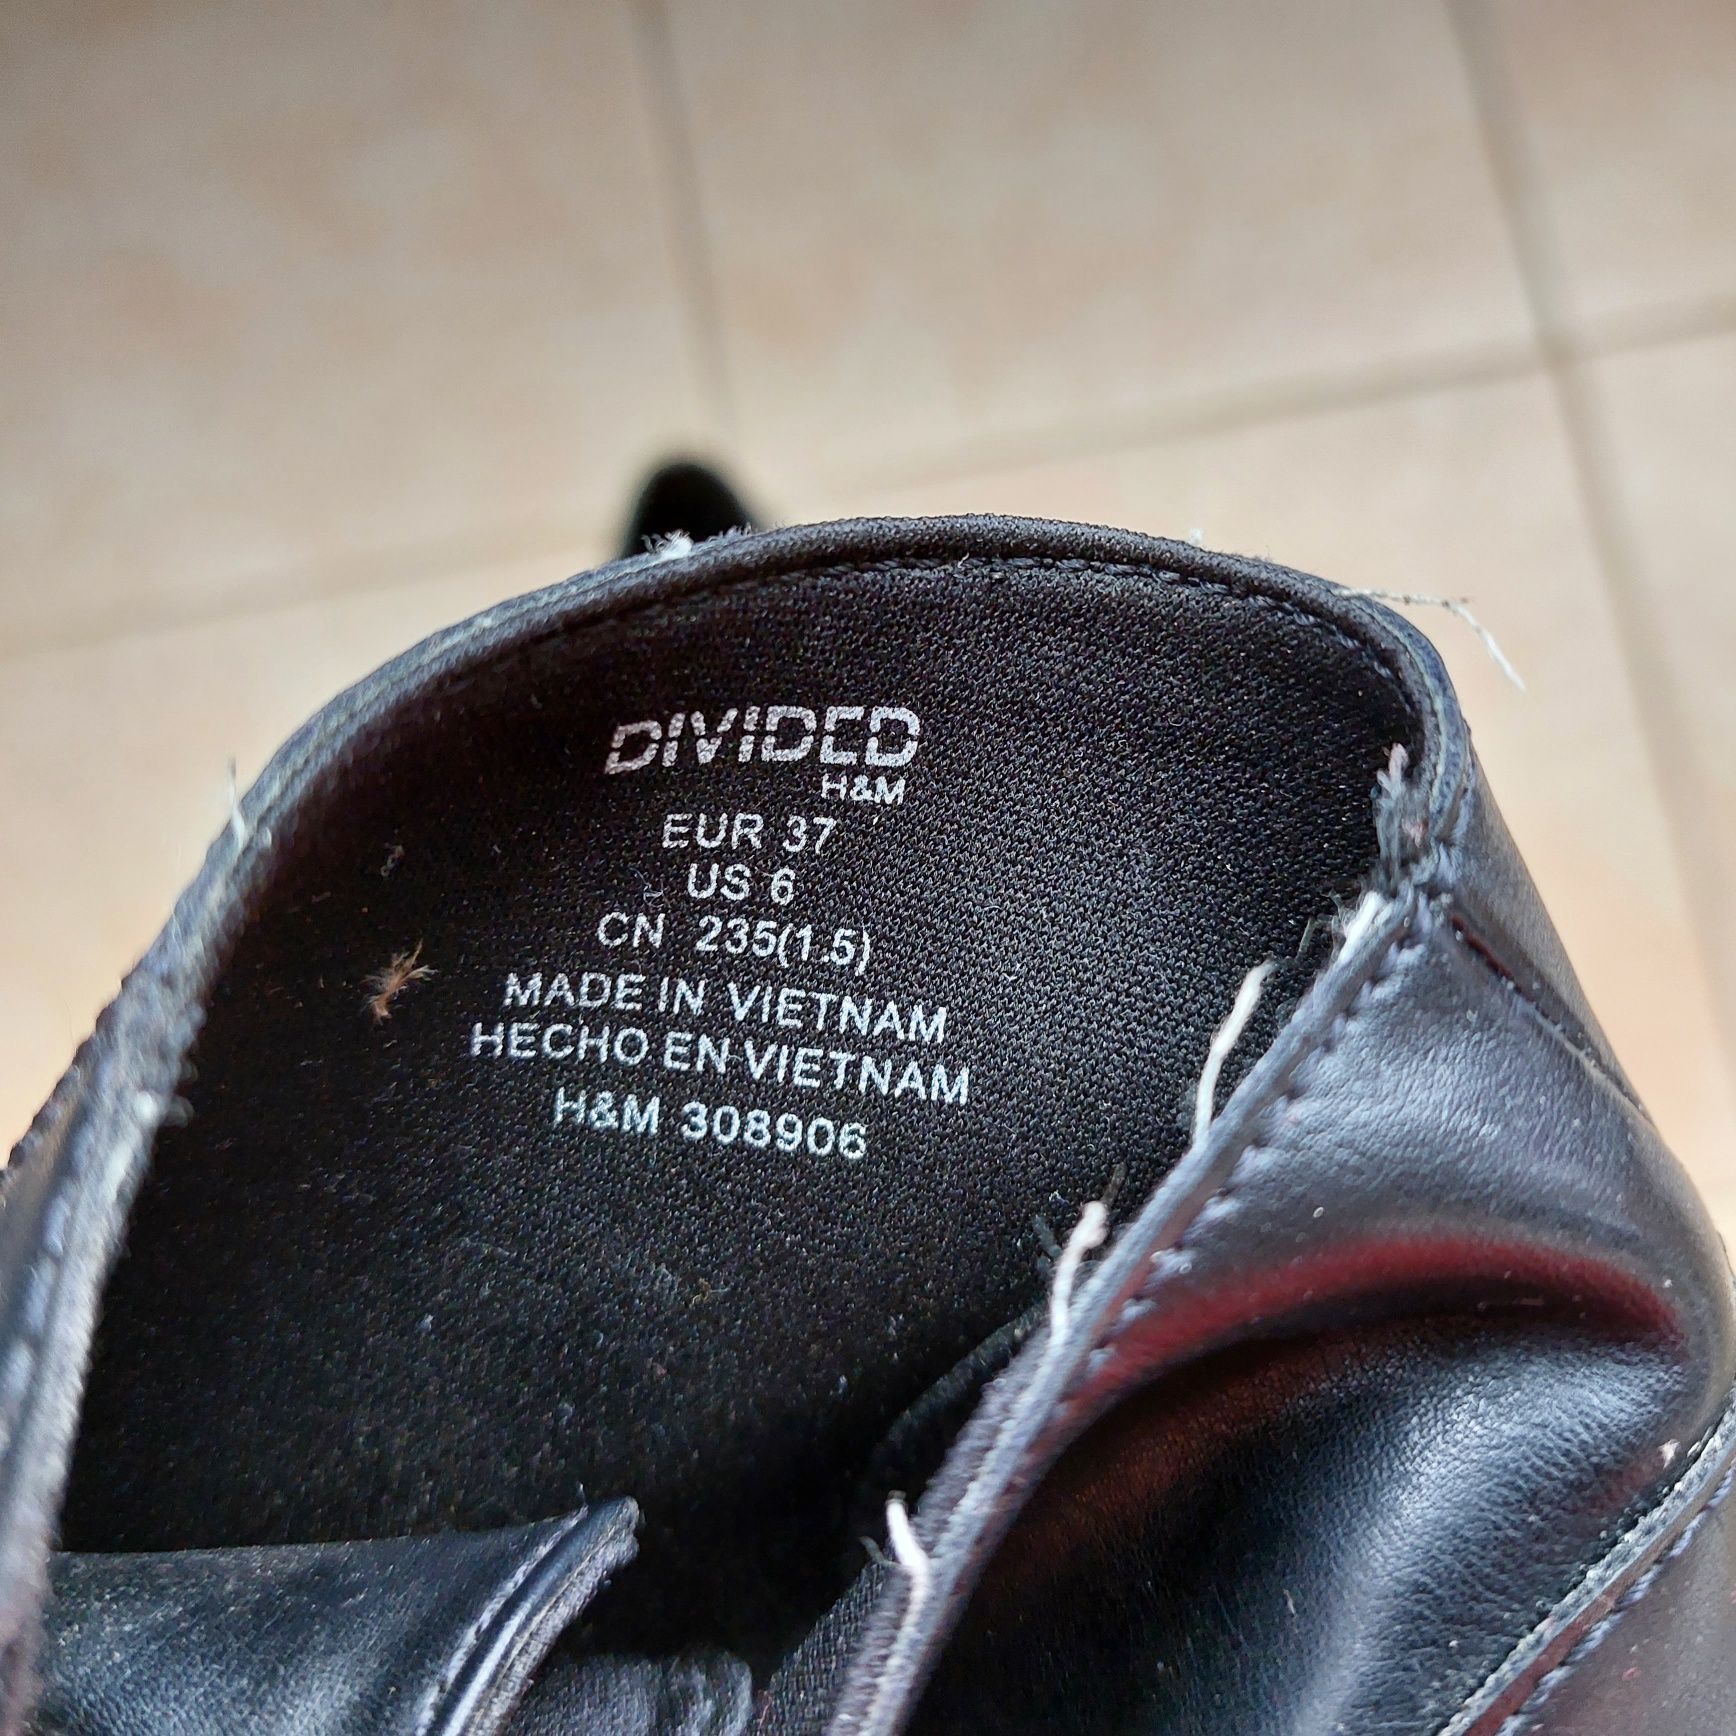 DIVIDED
H&M
EUR 37
US 6
CN 235(1.5)
MADE IN VIETNAM
HECHO EN VIETNAM
H&M 308906